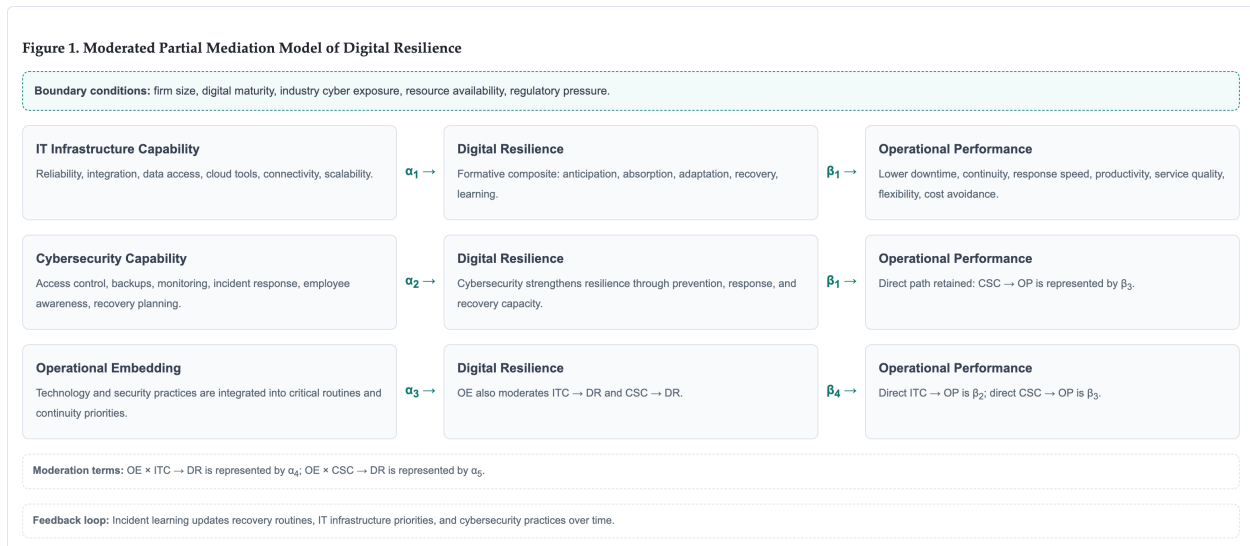 Figure 1. Moderated Partial Mediation Model of Digital Resilience
Boundary conditions: firm size, digital maturity, industry cyber exposure, resource availability, regulatory pressure.
IT Infrastructure Capability
Reliability, integration, data access, cloud tools, connectivity, scalability.
α₁ →
Digital Resilience
Formative composite: anticipation, absorption, adaptation, recovery,
learning.
β₁ →
Operational Performance
Lower downtime, continuity, response speed, productivity, service quality,
flexibility, cost avoidance.
Cybersecurity Capability
Access control, backups, monitoring, incident response, employee
awareness, recovery planning.
α₂ →
Digital Resilience
Cybersecurity strengthens resilience through prevention, response, and
recovery capacity.
β₁ →
Operational Performance
Direct path retained: CSC → OP is represented by β₃.
Operational Embedding
Technology and security practices are integrated into critical routines and
continuity priorities.
α₃ →
Digital Resilience
OE also moderates ITC → DR and CSC → DR.
β₄ →
Operational Performance
Direct ITC → OP is β₂; direct CSC → OP is β₃.
Moderation terms: OE × ITC → DR is represented by α₄; OE × CSC → DR is represented by α₅.
Feedback loop: Incident learning updates recovery routines, IT infrastructure priorities, and cybersecurity practices over time.